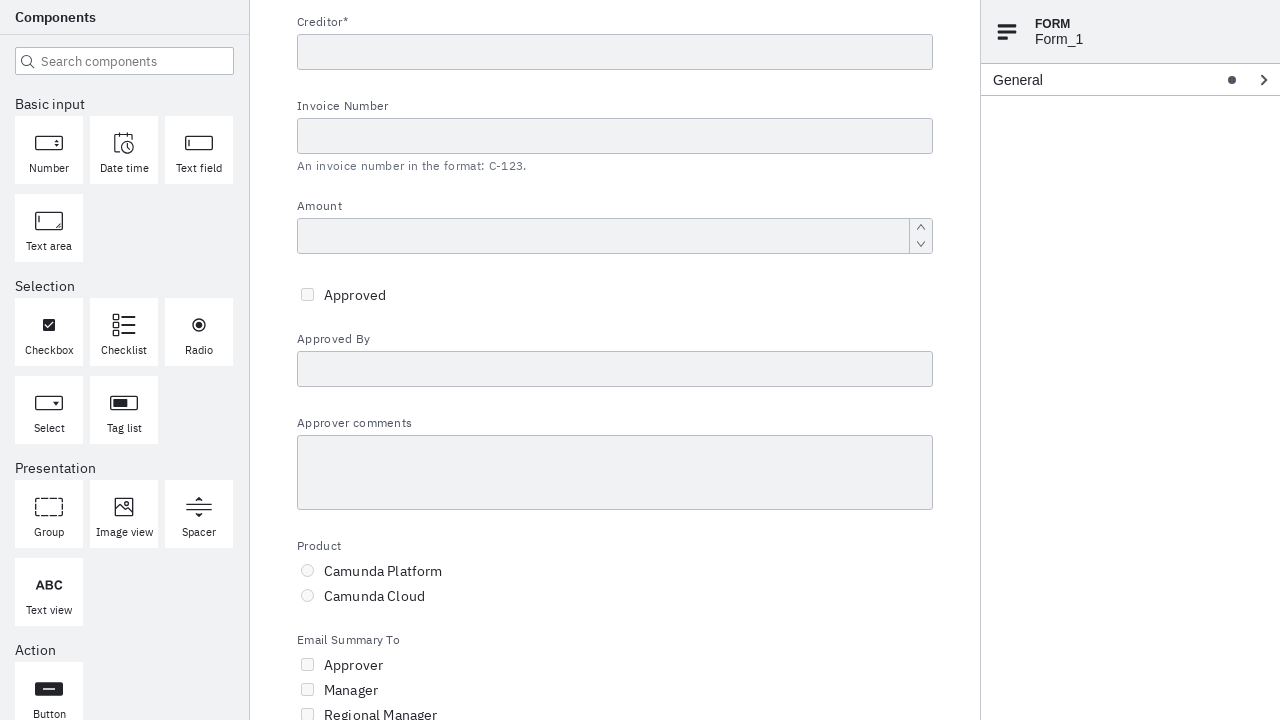 Components
Search components
Basic input
Number
Date time
Text field
Text area
Selection
Checkbox
Checklist
Radio
Select
Tag list
Presentation
Group
Image view
Spacer
ABC
Text view
Action
Button
Creditor*
Invoice Number
An invoice number in the format: C-123.
Amount
Approved
Approved By
Approver comments
Product
Camunda Platform
Camunda Cloud
Email Summary To
Approver
Manager
Regional Manager
FORM
Form_1
General